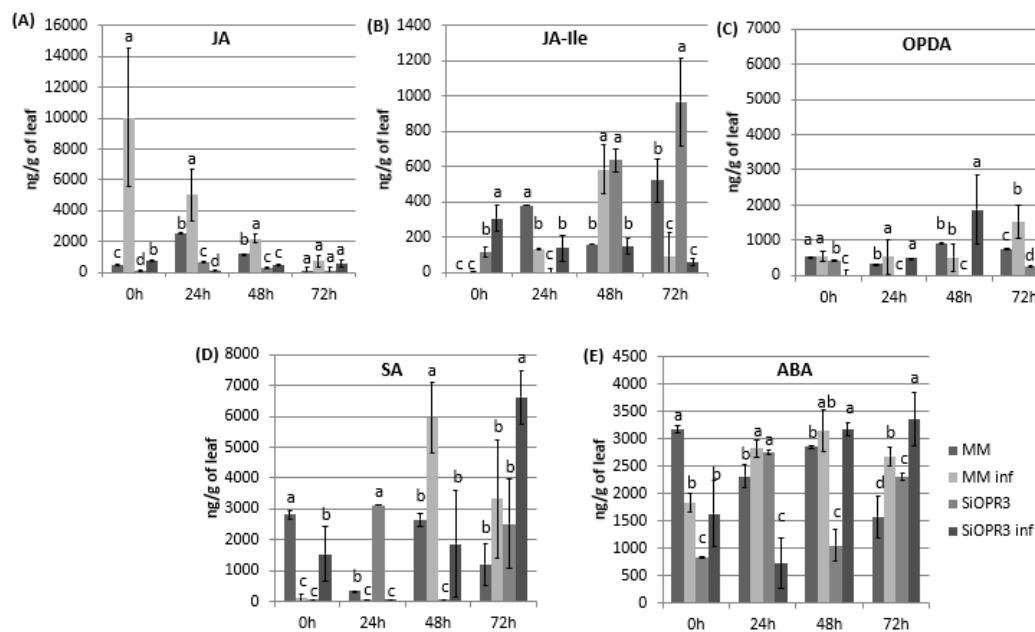 (A)
JA
ng/g of leaf
16000
14000
12000
10000
8000
6000
4000
2000
0
c a d b
b a c d
b a c c
a a a a
0h 24h 48h 72h
(B)
JA-Ile
ng/g of leaf
1400
1200
1000
800
600
400
200
0
c c b a
a b c b
b a a b
b c a c
0h 24h 48h 72h
(C)
OPDA
ng/g of leaf
7000
6000
5000
4000
3000
2000
1000
0
a a b c
b a c a
b b c a
c b d
0h 24h 48h 72h
(D)
SA
ng/g of leaf
8000
7000
6000
5000
4000
3000
2000
1000
0
a c c b
b c a c
b a c b
b b b a
0h 24h 48h 72h
(E)
ABA
ng/g of leaf
4500
4000
3500
3000
2500
2000
1500
1000
500
0
a b c b
b a a c
b ab c a
d b c a
0h 24h 48h 72h
MM
MM inf
SiOPR3
SiOPR3 inf